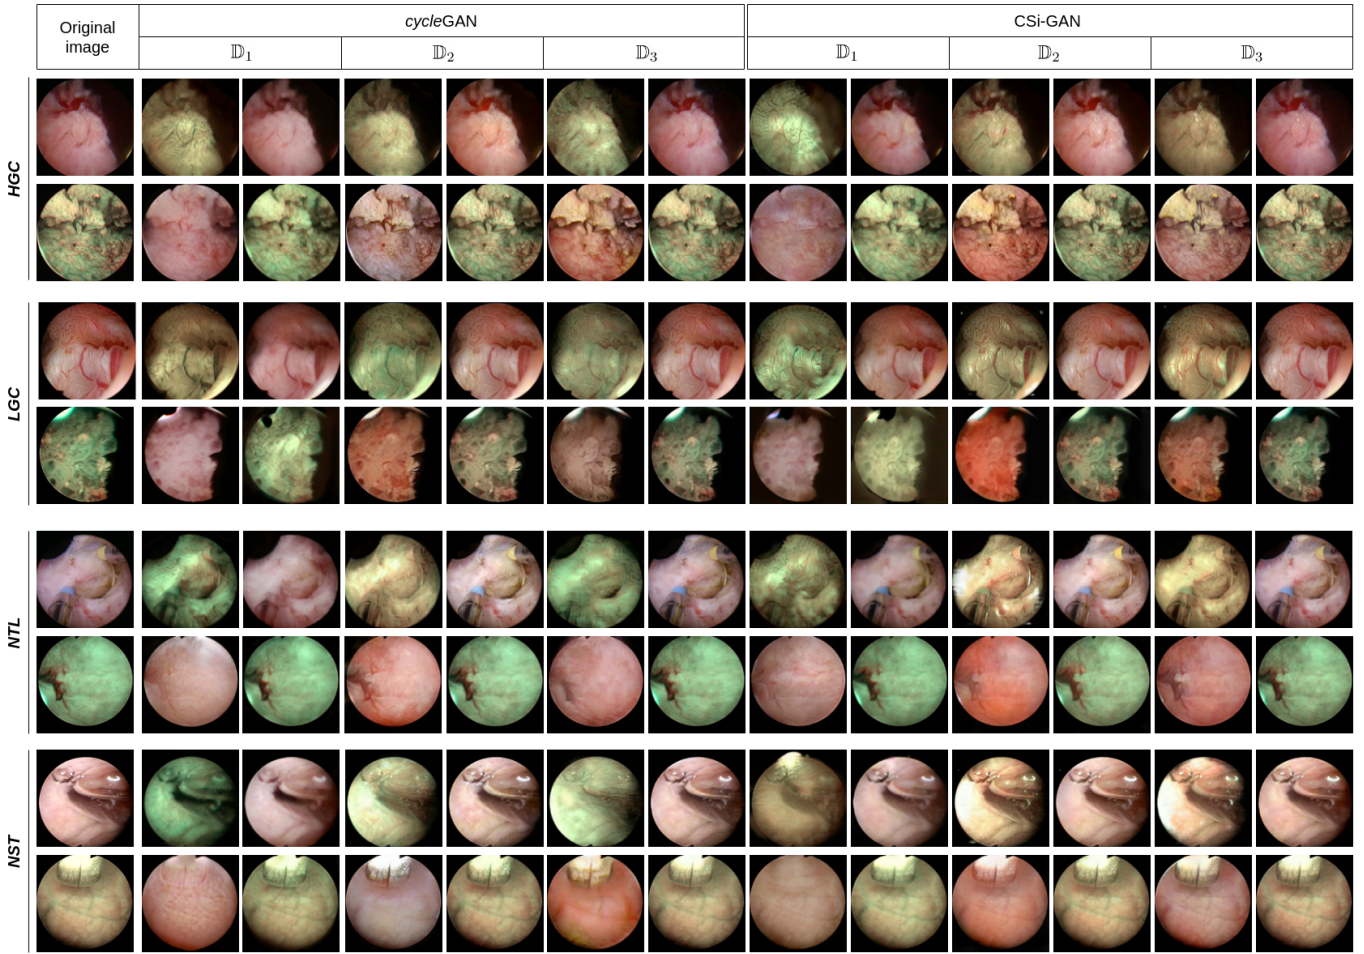 Original
image
cycleGAN
CSi-GAN
𝔻1
𝔻2
𝔻3
𝔻1
𝔻2
𝔻3
HGC
LGC
NTL
NST